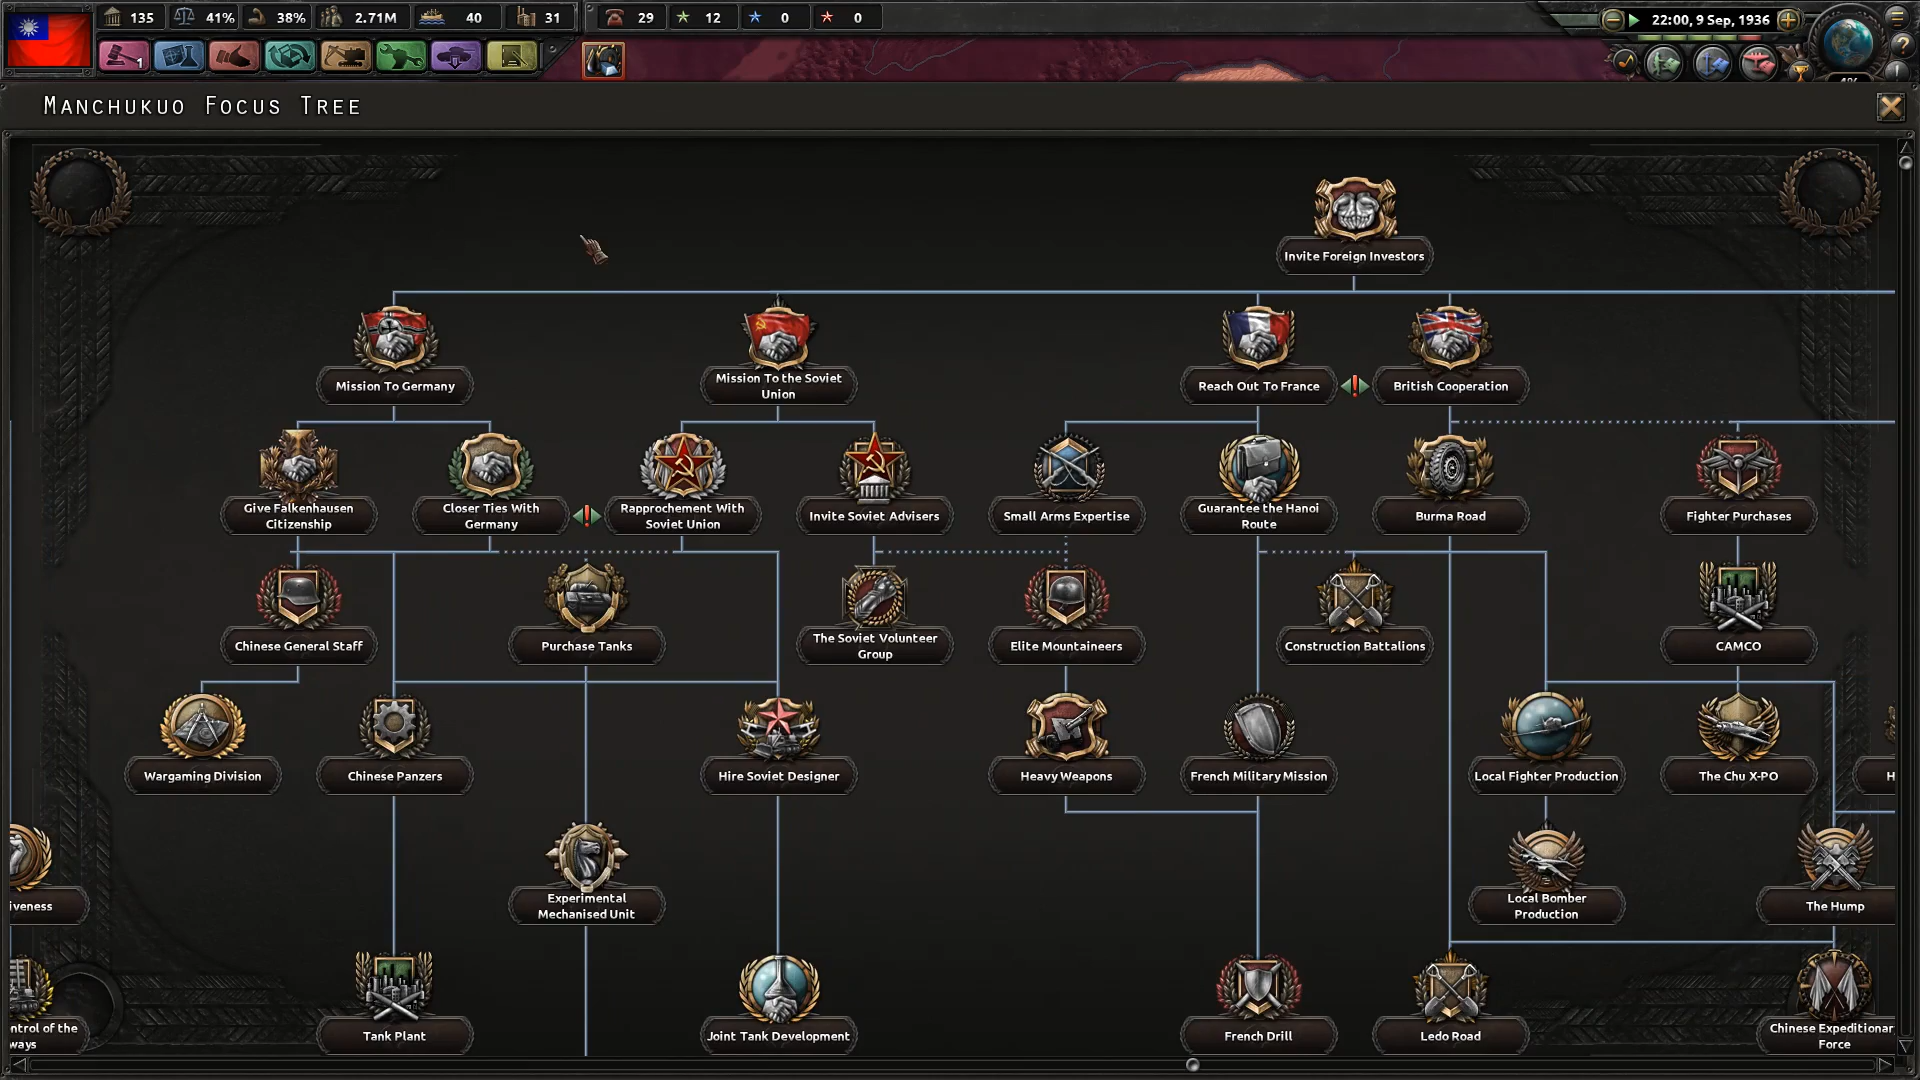 135
41%
38%
2.71M
40
31
29
12
0
0
22:00, 9 Sep, 1936
1
Manchukuo Focus Tree
Invite Foreign Investors
Mission To Germany
Mission To the Soviet
Union
Reach Out To France
British Cooperation
Give Falkenhausen
Citizenship
Closer Ties With
Germany
Rapprochement With
Soviet Union
Invite Soviet Advisers
Small Arms Expertise
Guarantee the Hanoi
Route
Burma Road
Fighter Purchases
Chinese General Staff
Purchase Tanks
The Soviet Volunteer
Group
Elite Mountaineers
Construction Battalions
CAMCO
Wargaming Division
Chinese Panzers
Hire Soviet Designer
Heavy Weapons
French Military Mission
Local Fighter Production
The Chu X-PO
H
iveness
Experimental
Mechanised Unit
Local Bomber
Production
The Hump
ntrol of the
ways
Tank Plant
Joint Tank Development
French Drill
Ledo Road
Chinese Expeditionar
Force